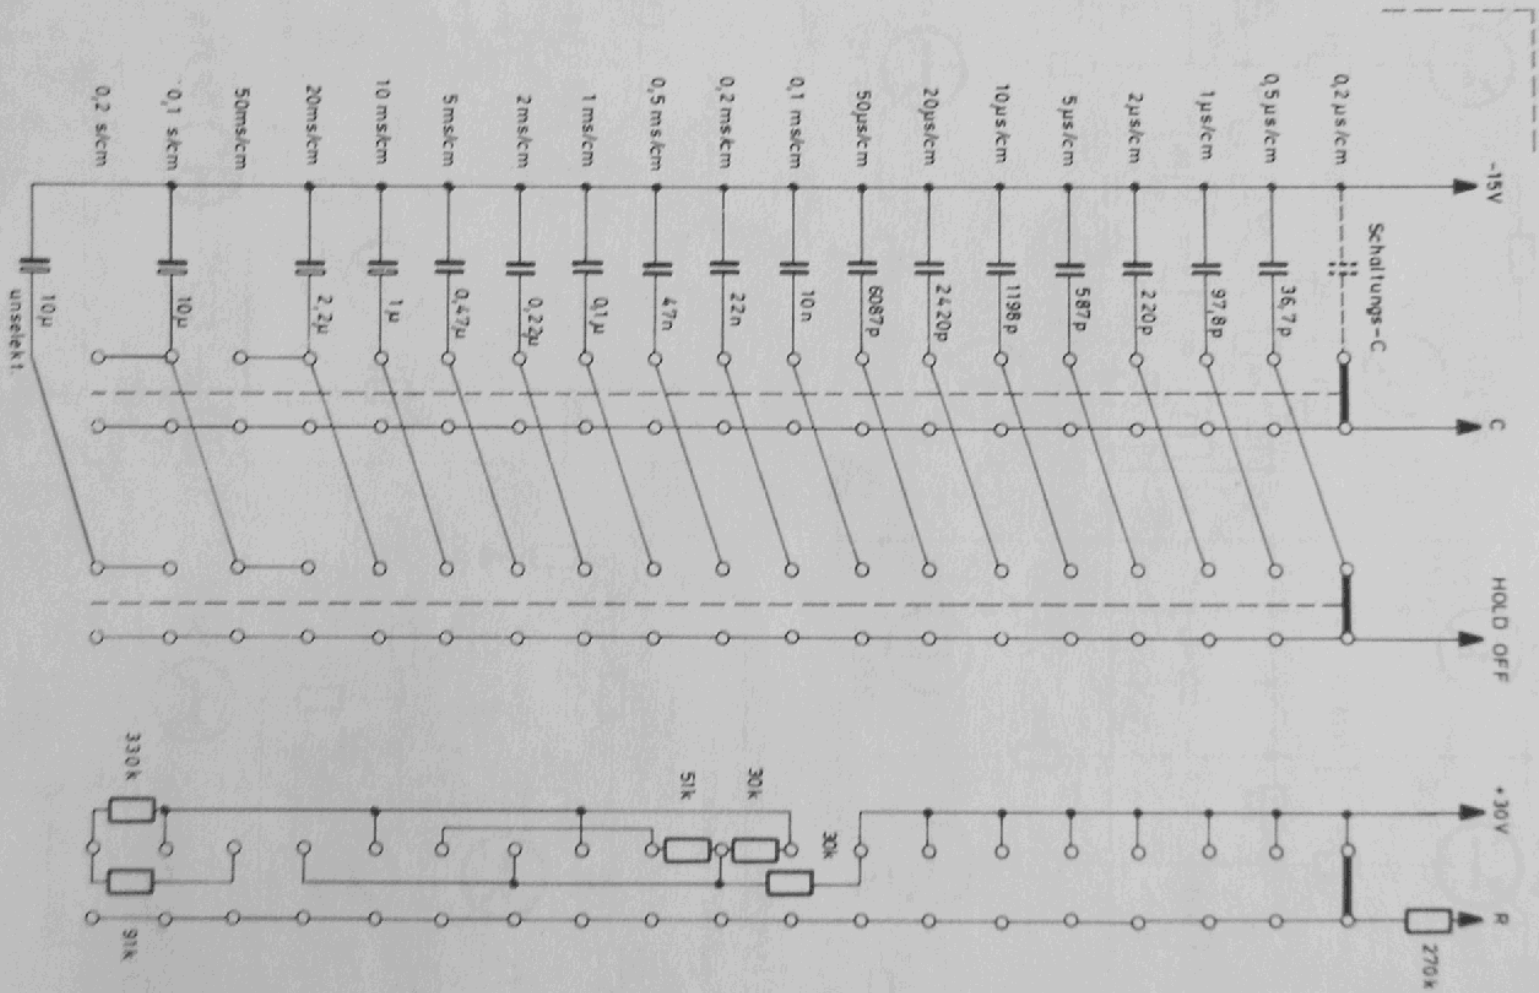 0,2 µs/cm
0,5 µs/cm
1 µs/cm
2 µs/cm
5 µs/cm
10 µs/cm
20 µs/cm
50 µs/cm
0,1 ms/cm
0,2 ms/cm
0,5 ms/cm
1 ms/cm
2 ms/cm
5 ms/cm
10 ms/cm
20ms/cm
50ms/cm
0,1 s/cm
0,2 s/cm
-15V
Schaltungs-C
36,7p
97,8p
220p
587p
1198p
2420p
6087p
10n
22n
47n
0,1µ
0,22µ
0,47µ
1µ
2,2µ
10µ
10µ
unselekt.
C
HOLD OFF
+30V
30k
30k
51k
330k
91k
R
270k